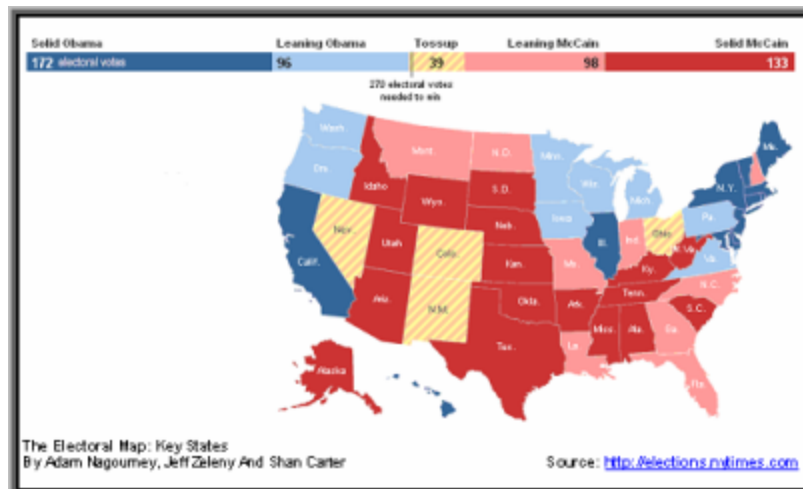 Solid Obama Leaning Obama Tossup Leaning McCain Solid McCain
172 electoral votes 96 39 98 133
270 electoral votes
needed to win
Wash.
Mont.
N.D.
Minn.
Me.
Ore.
Idaho
S.D.
Wis.
N.Y.
Wyo.
Mich.
Iowa
Pa.
Nev.
Neb.
Ohio
Utah
Colo.
Ill.
Ind.
W.Va.
Va.
Calif.
Kan.
Mo.
Ky.
N.C.
Ariz.
N.M.
Okla.
Ark.
Tenn.
S.C.
Tex.
Miss.
Ala.
Ga.
La.
Alaska
Fla.
The Electoral Map: Key States
By Adam Nagourney, Jeff Zeleny And Shan Carter
Source: http://elections.nytimes.com